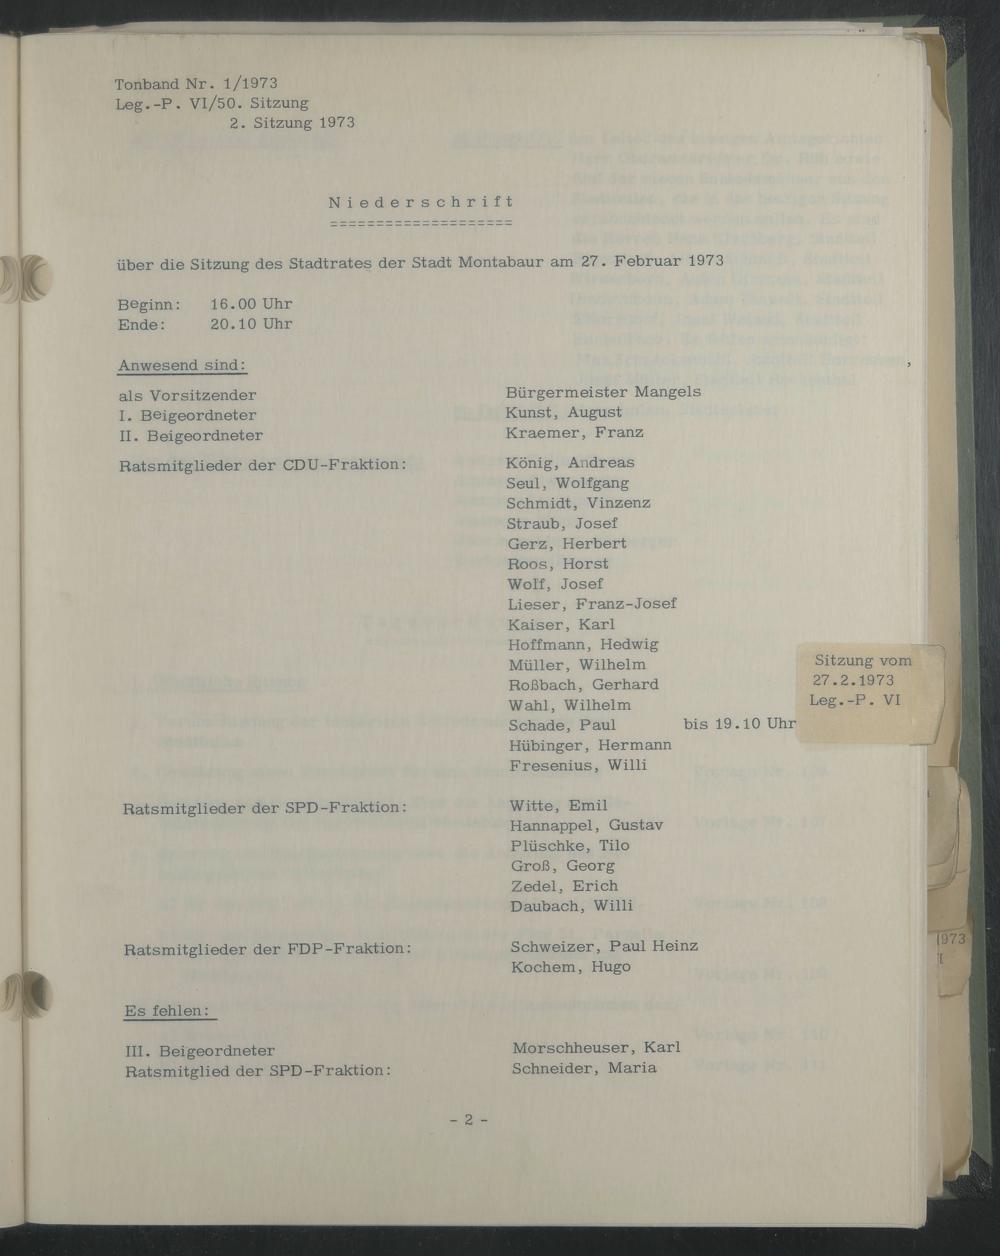 Tonband Nr. 1/1973
Leg.-P. VI/50. Sitzung
2. Sitzung 1973
Niederschrift
===================
über die Sitzung des Stadtrates der Stadt Montabaur am 27. Februar 1973
Beginn: 16.00 Uhr
Ende: 20.10 Uhr
Anwesend sind:
als Vorsitzender Bürgermeister Mangels
I. Beigeordneter Kunst, August
II. Beigeordneter Kraemer, Franz
Ratsmitglieder der CDU-Fraktion: König, Andreas
Seul, Wolfgang
Schmidt, Vinzenz
Straub, Josef
Gerz, Herbert
Roos, Horst
Wolf, Josef
Lieser, Franz-Josef
Kaiser, Karl
Hoffmann, Hedwig
Müller, Wilhelm
Roßbach, Gerhard
Wahl, Wilhelm
Schade, Paul bis 19.10 Uhr
Hübinger, Hermann
Fresenius, Willi
Sitzung vom
27.2.1973
Leg.-P. VI
Ratsmitglieder der SPD-Fraktion: Witte, Emil
Hannappel, Gustav
Plüschke, Tilo
Groß, Georg
Zedel, Erich
Daubach, Willi
Ratsmitglieder der FDP-Fraktion: Schweizer, Paul Heinz
Kochem, Hugo
1973
Es fehlen:
III. Beigeordneter Morschheuser, Karl
Ratsmitglied der SPD-Fraktion: Schneider, Maria
- 2 -